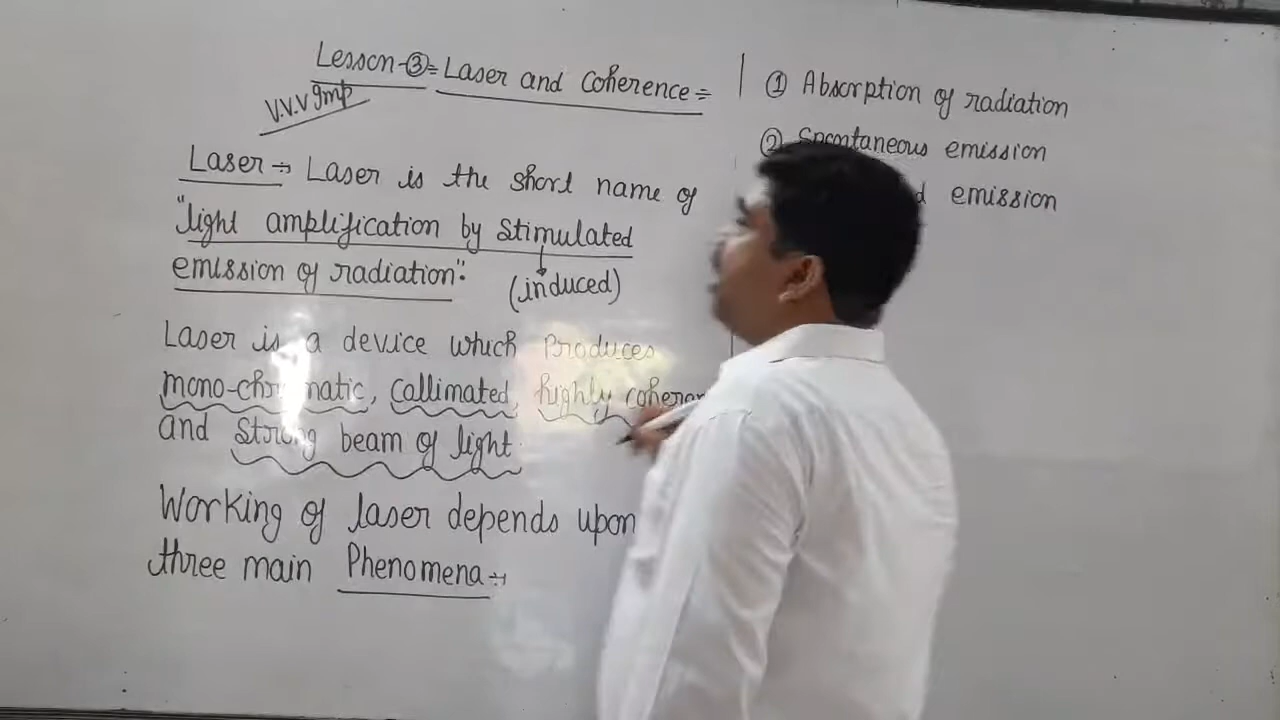 Lesson-③= Laser and Coherence=
V.V.V Imp
Laser ÷ Laser is the short name of
"light amplification by Stimulated
emission of radiation".
(induced)
Laser is a device which Produces
mono-chromatic, Callimated, highly
and Strong beam of light.
Working of laser depends upon
three main Phenomena÷
① Absorption of radiation
② Spontaneous emission
emission